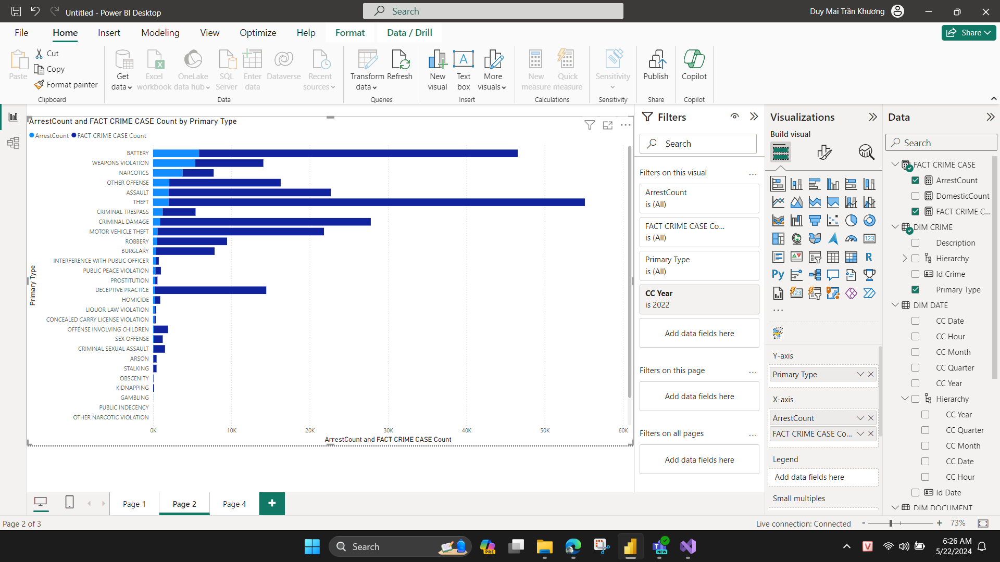 Untitled - Power BI Desktop
Search
Duy Mai Trần Khương
File
Home
Insert
Modeling
View
Optimize
Help
Format
Data / Drill
Share
Paste
Cut
Copy
Format painter
Clipboard
Get data
Excel workbook
OneLake data hub
SQL Server
Enter data
Dataverse
Recent sources
Data
Transform data
Refresh
Queries
New visual
Text box
More visuals
Insert
New measure
Quick measure
Calculations
Sensitivity
Sensitivity
Publish
Share
Copilot
Copilot
ArrestCount and FACT CRIME CASE Count by Primary Type
ArrestCount
FACT CRIME CASE Count
Primary Type
BATTERY
WEAPONS VIOLATION
NARCOTICS
OTHER OFFENSE
ASSAULT
THEFT
CRIMINAL TRESPASS
CRIMINAL DAMAGE
MOTOR VEHICLE THEFT
ROBBERY
BURGLARY
INTERFERENCE WITH PUBLIC OFFICER
PUBLIC PEACE VIOLATION
PROSTITUTION
DECEPTIVE PRACTICE
HOMICIDE
LIQUOR LAW VIOLATION
CONCEALED CARRY LICENSE VIOLATION
OFFENSE INVOLVING CHILDREN
SEX OFFENSE
CRIMINAL SEXUAL ASSAULT
ARSON
STALKING
OBSCENITY
KIDNAPPING
GAMBLING
PUBLIC INDECENCY
OTHER NARCOTIC VIOLATION
0K 10K 20K 30K 40K 50K 60K
ArrestCount and FACT CRIME CASE Count
Filters
Search
Filters on this visual
...
ArrestCount
is (All)
FACT CRIME CASE Co...
is (All)
Primary Type
is (All)
CC Year
is 2022
Add data fields here
Filters on this page
...
Add data fields here
Filters on all pages
...
Add data fields here
Visualizations
Build visual
123
R
Py
123
...
Y-axis
Primary Type
X-axis
ArrestCount
FACT CRIME CASE Co...
Legend
Add data fields here
Small multiples
Data
Search
FACT CRIME CASE
ArrestCount
DomesticCount
FACT CRIME C...
DIM CRIME
Description
Hierarchy
Id Crime
Primary Type
DIM DATE
CC Date
CC Hour
CC Month
CC Quarter
CC Year
Hierarchy
CC Year
CC Quarter
CC Month
CC Date
CC Hour
Id Date
DIM DOCUMENT
Page 1
Page 2
Page 4
+
Page 2 of 3
Live connection: Connected
- + 73%
Search
PRE
NEW
V
6:26 AM
5/22/2024